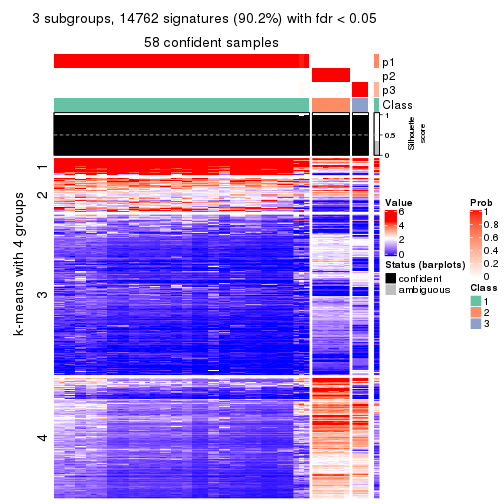 3 subgroups, 14762 signatures (90.2%) with fdr < 0.05
58 confident samples
p1
p2
p3
Class
1
0.5
0
Silhouette
score
k-means with 4 groups
1
2
3
4
Value
6
4
2
0
Status (barplots)
confident
ambiguous
Prob
1
0.8
0.6
0.4
0.2
0
Class
1
2
3